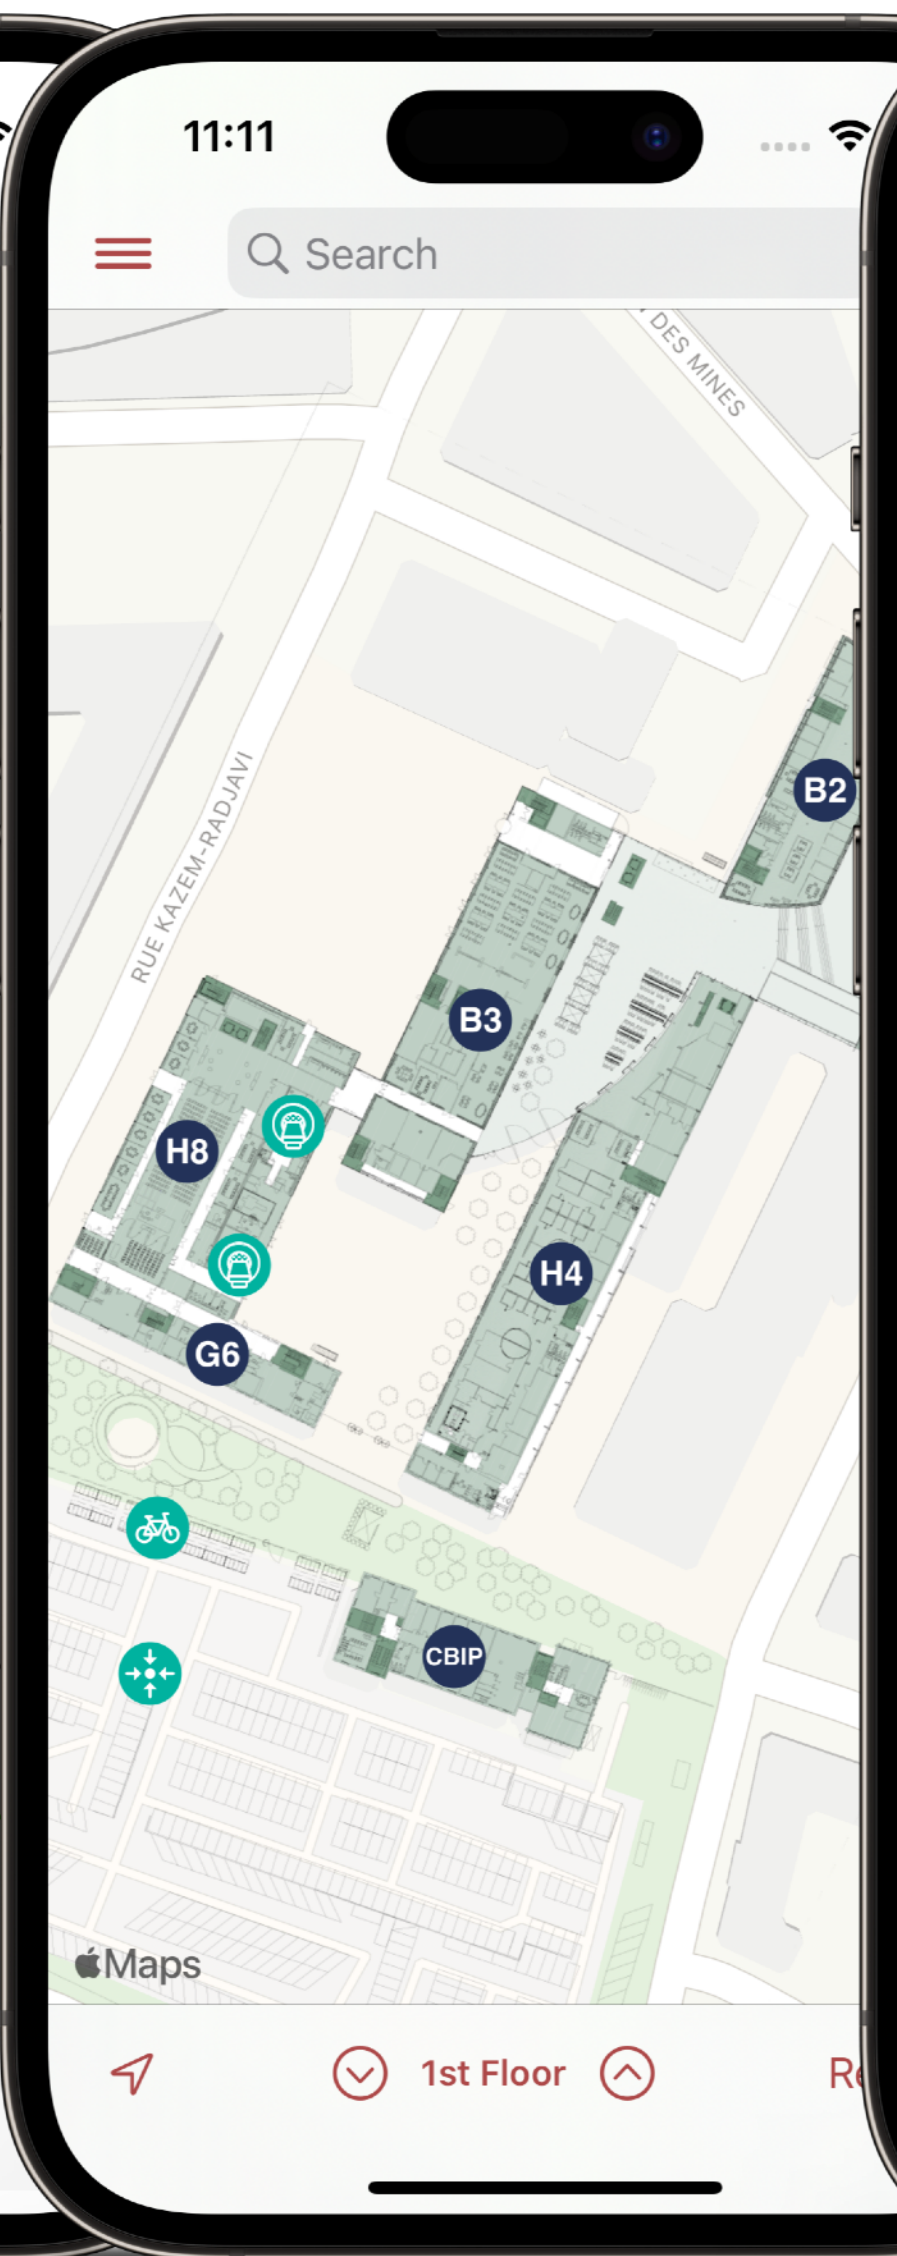 11:11
Search
DES MINES
RUE KAZEM-RADJAVI
B2
B3
H8
H4
G6
CBIP
Maps
1st Floor